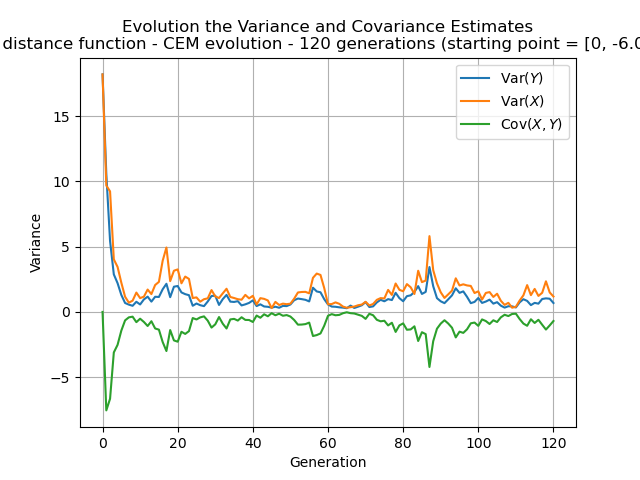 Evolution the Variance and Covariance Estimates
distance function - CEM evolution - 120 generations (starting point = [0, -6.0
Var(Y)
Var(X)
Cov(X, Y)
15
10
5
0
−5
Variance
0 20 40 60 80 100 120
Generation